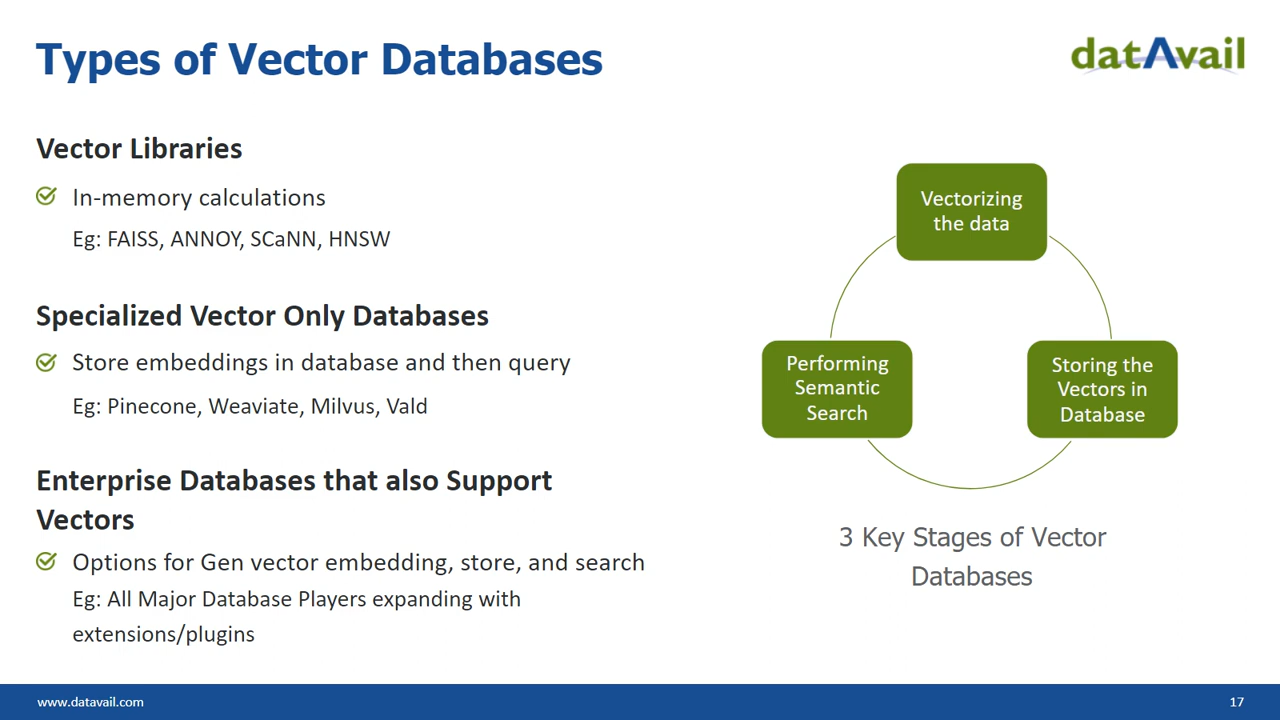 Types of Vector Databases
datAvail
Vector Libraries
In-memory calculations
Eg: FAISS, ANNOY, SCaNN, HNSW
Specialized Vector Only Databases
Store embeddings in database and then query
Eg: Pinecone, Weaviate, Milvus, Vald
Enterprise Databases that also Support
Vectors
Options for Gen vector embedding, store, and search
Eg: All Major Database Players expanding with
extensions/plugins
Vectorizing
the data
Performing
Semantic
Search
Storing the
Vectors in
Database
3 Key Stages of Vector
Databases
www.datavail.com
17